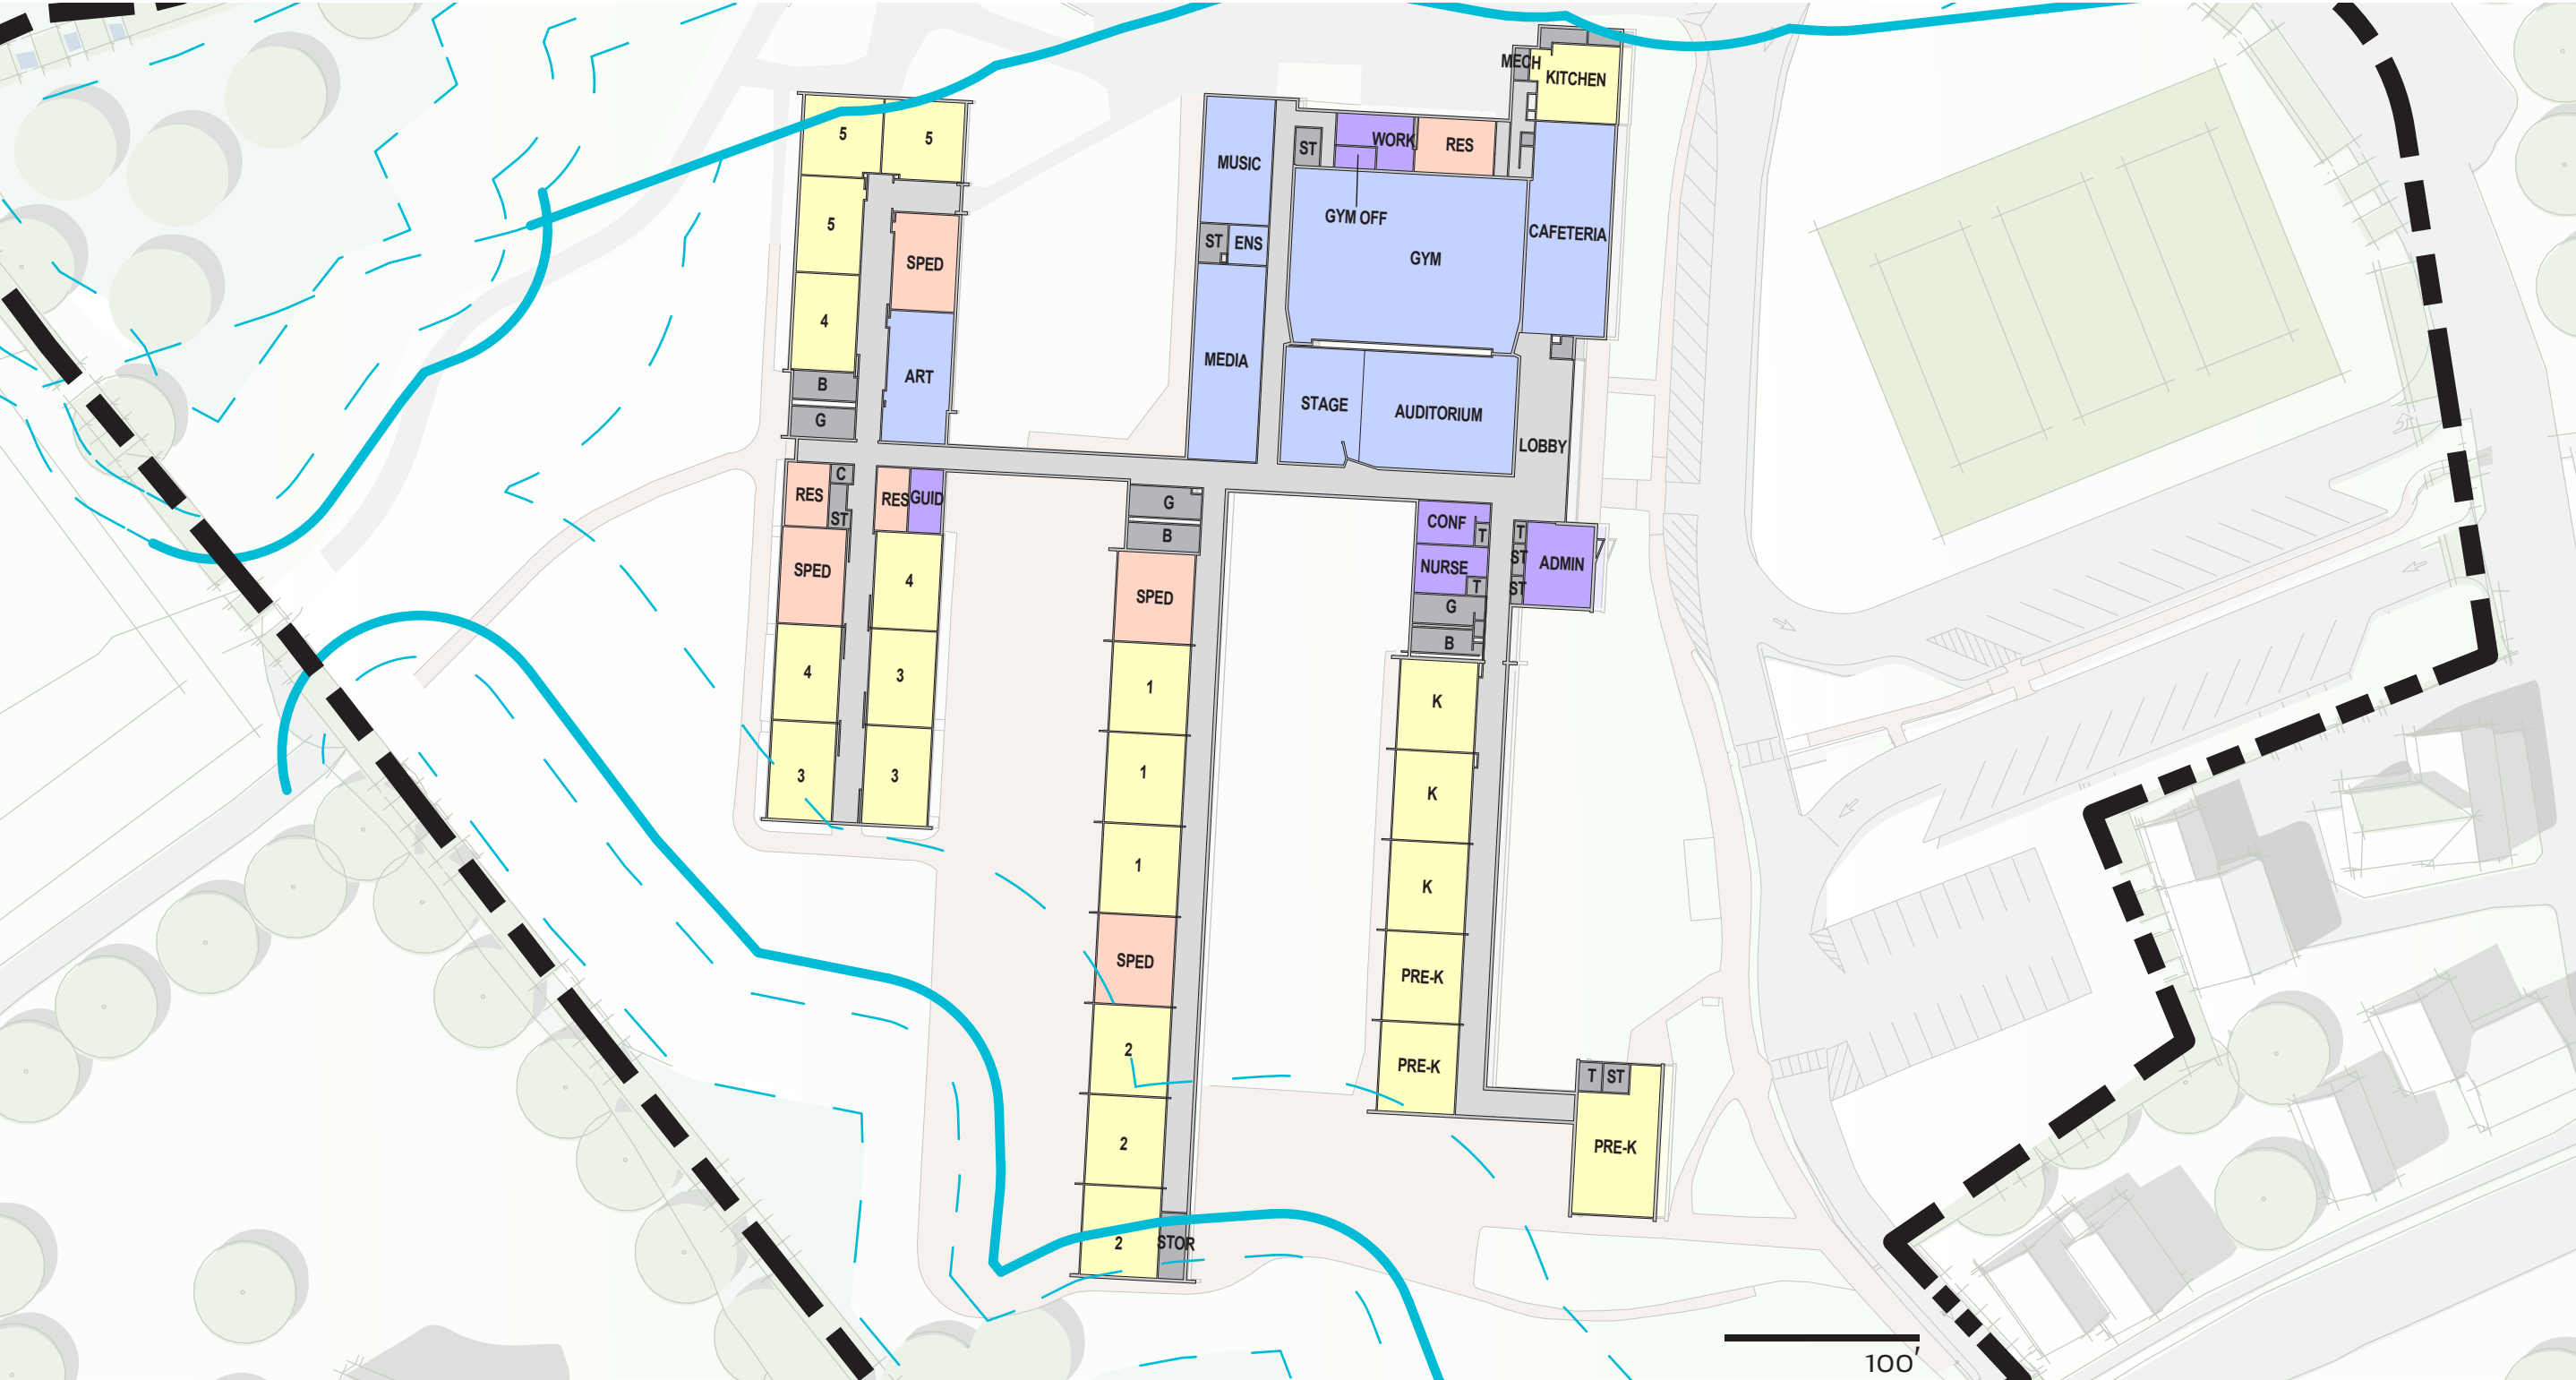 MECH
KITCHEN
5
5
MUSIC
ST
WORK
RES
GYM OFF
5
SPED
ST
ENS
GYM
CAFETERIA
4
ART
MEDIA
B
G
STAGE
AUDITORIUM
LOBBY
RES
C
ST
RES
GUID
G
B
CONF
T
T
ST
ST
ADMIN
NURSE
T
SPED
4
SPED
G
B
4
3
1
K
3
3
1
K
1
K
SPED
PRE-K
2
PRE-K
T
ST
2
PRE-K
2
STOR
100'